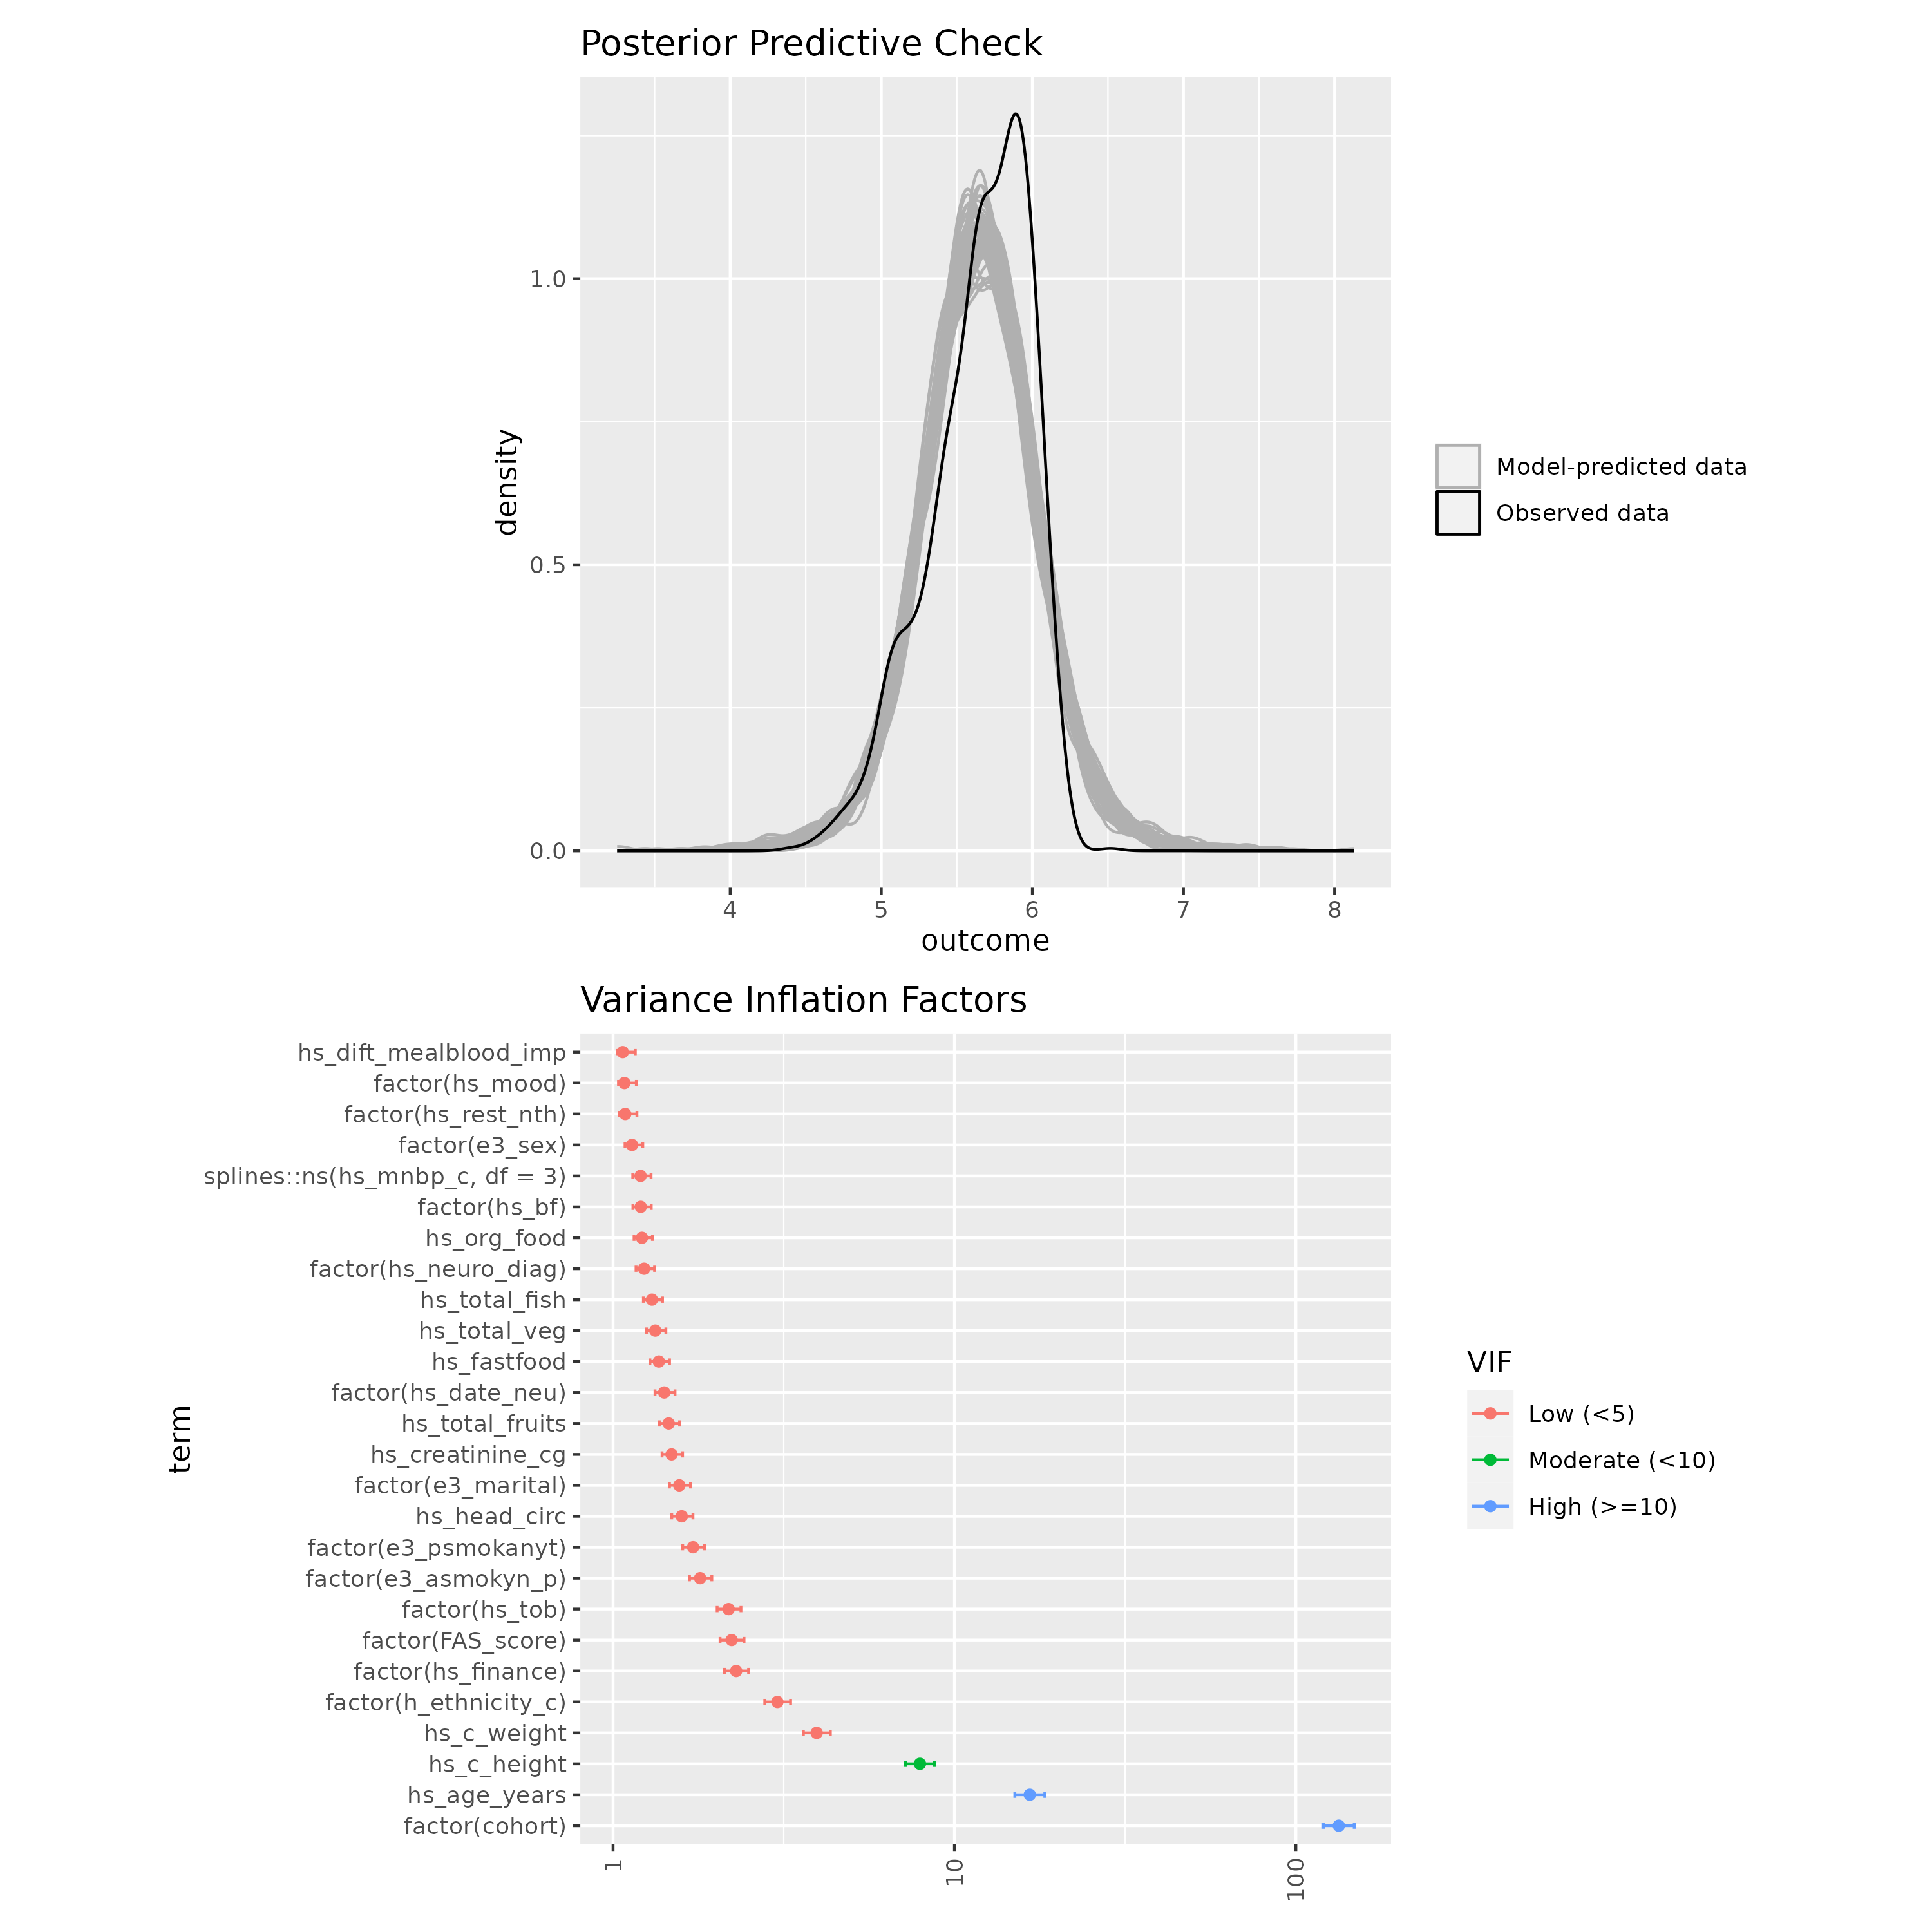 Posterior Predictive Check
density
1.0
0.5
0.0
4 5 6 7 8
outcome
Model-predicted data
Observed data
Variance Inflation Factors
term
hs_dift_mealblood_imp
factor(hs_mood)
factor(hs_rest_nth)
factor(e3_sex)
splines::ns(hs_mnbp_c, df = 3)
factor(hs_bf)
hs_org_food
factor(hs_neuro_diag)
hs_total_fish
hs_total_veg
hs_fastfood
factor(hs_date_neu)
hs_total_fruits
hs_creatinine_cg
factor(e3_marital)
hs_head_circ
factor(e3_psmokanyt)
factor(e3_asmokyn_p)
factor(hs_tob)
factor(FAS_score)
factor(hs_finance)
factor(h_ethnicity_c)
hs_c_weight
hs_c_height
hs_age_years
factor(cohort)
1 10 100
VIF
Low (<5)
Moderate (<10)
High (>=10)